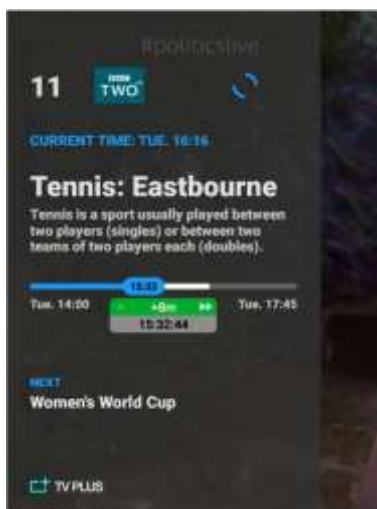 #politicslive
11
BBC
TWO
CURRENT TIME: TUE. 16:16
Tennis: Eastbourne
Tennis is a sport usually played between
two players (singles) or between two
teams of two players each (doubles).
Tue. 14:00
+8m
Tue. 17:45
15:32:44
NEXT
Women's World Cup
TV PLUS